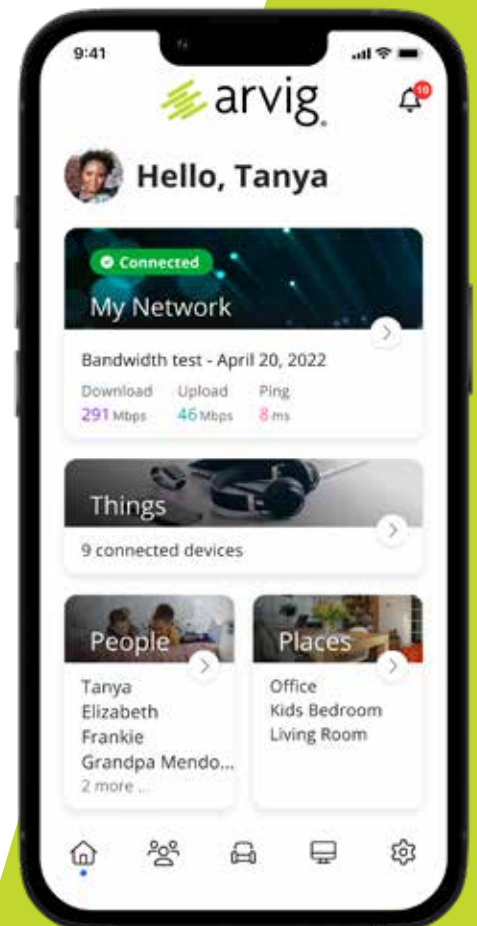 9:41
arvig
10
Hello, Tanya
Connected
My Network
Bandwidth test - April 20, 2022
Download Upload Ping
291 Mbps 46 Mbps 8 ms
Things
9 connected devices
People
Tanya
Elizabeth
Frankie
Grandpa Mendo...
2 more ...
Places
Office
Kids Bedroom
Living Room